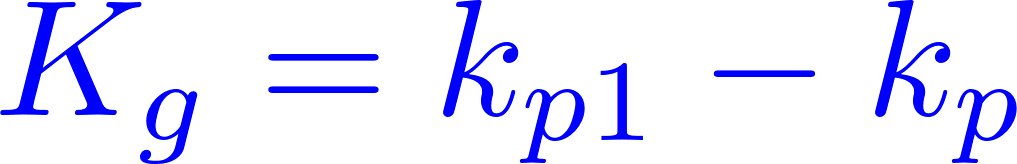 K_g = k_{p1} − k_p